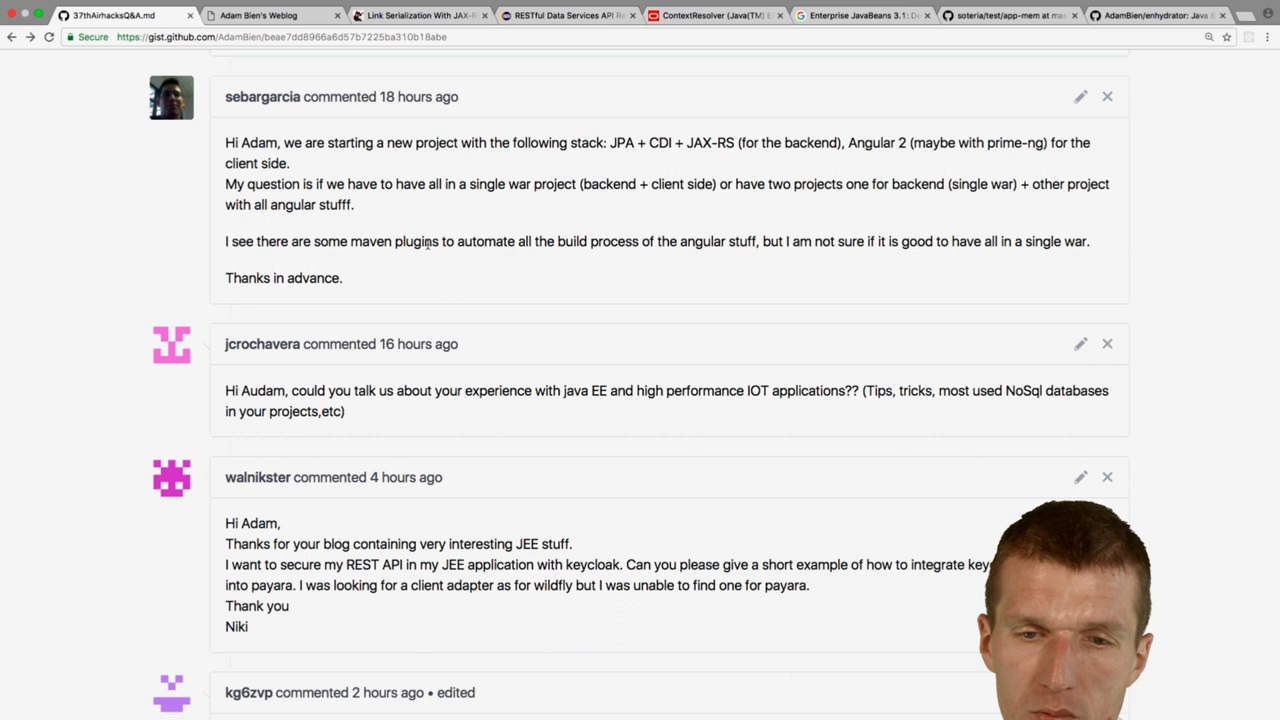 37thAirhacksQ&A.md
Adam Bien's Weblog
Link Serialization With JAX-R
RESTful Data Services API R
ContextResolver (Java(TM) E
Enterprise JavaBeans 3.1: De
soteria/test/app-mem at mas
AdamBien/enhydrator: Java 8
Secure
https://gist.github.com/AdamBien/beae7dd8966a6d57b7225ba310b18abe
sebargarcia commented 18 hours ago
Hi Adam, we are starting a new project with the following stack: JPA + CDI + JAX-RS (for the backend), Angular 2 (maybe with prime-ng) for the
client side.
My question is if we have to have all in a single war project (backend + client side) or have two projects one for backend (single war) + other project
with all angular stufff.
I see there are some maven plugins to automate all the build process of the angular stuff, but I am not sure if it is good to have all in a single war.
Thanks in advance.
jcrochavera commented 16 hours ago
Hi Audam, could you talk us about your experience with java EE and high performance IOT applications?? (Tips, tricks, most used NoSql databases
in your projects,etc)
walnikster commented 4 hours ago
Hi Adam,
Thanks for your blog containing very interesting JEE stuff.
I want to secure my REST API in my JEE application with keycloak. Can you please give a short example of how to integrate key
into payara. I was looking for a client adapter as for wildfly but I was unable to find one for payara.
Thank you
Niki
kg6zvp commented 2 hours ago • edited